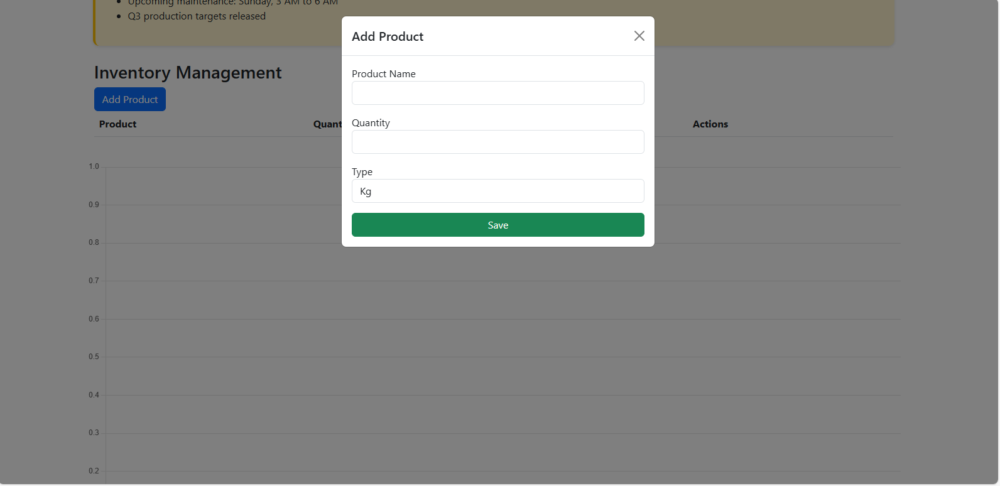 Upcoming maintenance: Sunday, 3 AM to 6 AM
Q3 production targets released
Inventory Management
Add Product
Product Quant Actions
1.0
0.9
0.8
0.7
0.6
0.5
0.4
0.3
0.2
Add Product
Product Name
Quantity
Type
Kg
Save